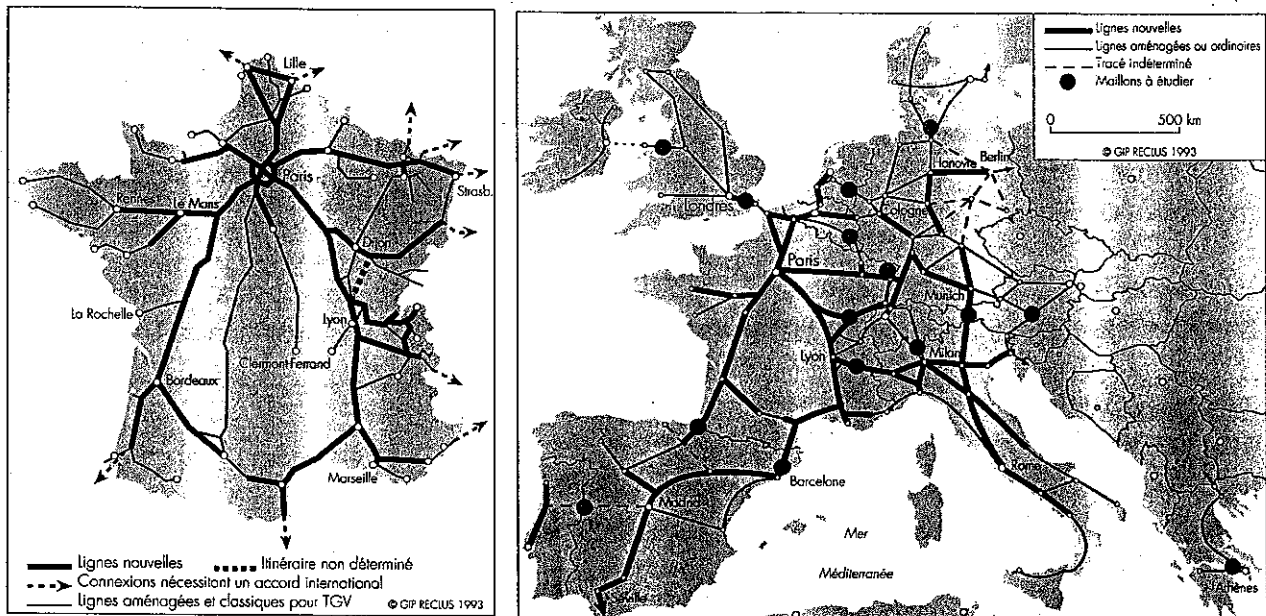 Lille
Paris
Strasb.
Rennes
Le Mans
Dijon
La Rochelle
Lyon
Clermont-Ferrand
Bordeaux
Marseille
Lignes nouvelles
Itinéraire non déterminé
Connexions nécessitant un accord international
Lignes aménagées et classiques pour TGV
© GIP RECLUS 1993
Lignes nouvelles
Lignes aménagées ou ordinaires
Tracé indéterminé
Maillons à étudier
0 500 km
© GIP RECLUS 1993
Hanovre
Berlin
Londres
Cologne
Paris
Munich
Lyon
Milan
Rome
Barcelone
Madrid
Mer
Méditerranée
Séville
Athènes